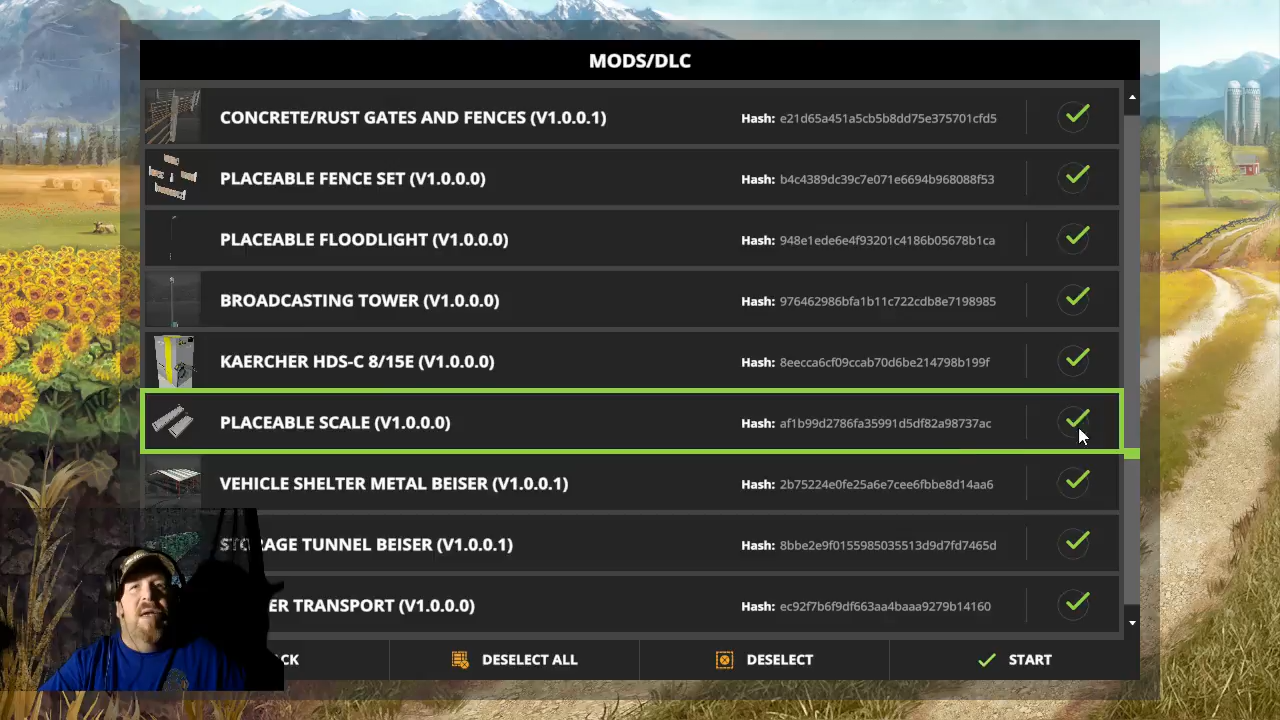 MODS/DLC
CONCRETE/RUST GATES AND FENCES (V1.0.0.1) Hash: e21d65a451a5cb5b8dd75e375701cfd5
PLACEABLE FENCE SET (V1.0.0.0) Hash: b4c4389dc39c7e071e6694b968088f53
PLACEABLE FLOODLIGHT (V1.0.0.0) Hash: 948e1ede6e4f93201c4186b05678b1ca
BROADCASTING TOWER (V1.0.0.0) Hash: 976462986bfa1b11c722cdb8e7198985
KAERCHER HDS-C 8/15E (V1.0.0.0) Hash: 8eecca6cf09ccab70d6be214798b199f
PLACEABLE SCALE (V1.0.0.0) Hash: af1b99d2786fa35991d5df82a98737ac
VEHICLE SHELTER METAL BEISER (V1.0.0.1) Hash: 2b75224e0fe25a6e7cee6fbbe8d14aa6
STORAGE TUNNEL BEISER (V1.0.0.1) Hash: 8bbe2e9f0155985035513d9d7fd7465d
TRANSPORT (V1.0.0.0) Hash: ec92f7b6f9df663aa4baaa9279b14160
DESELECT ALL DESELECT START